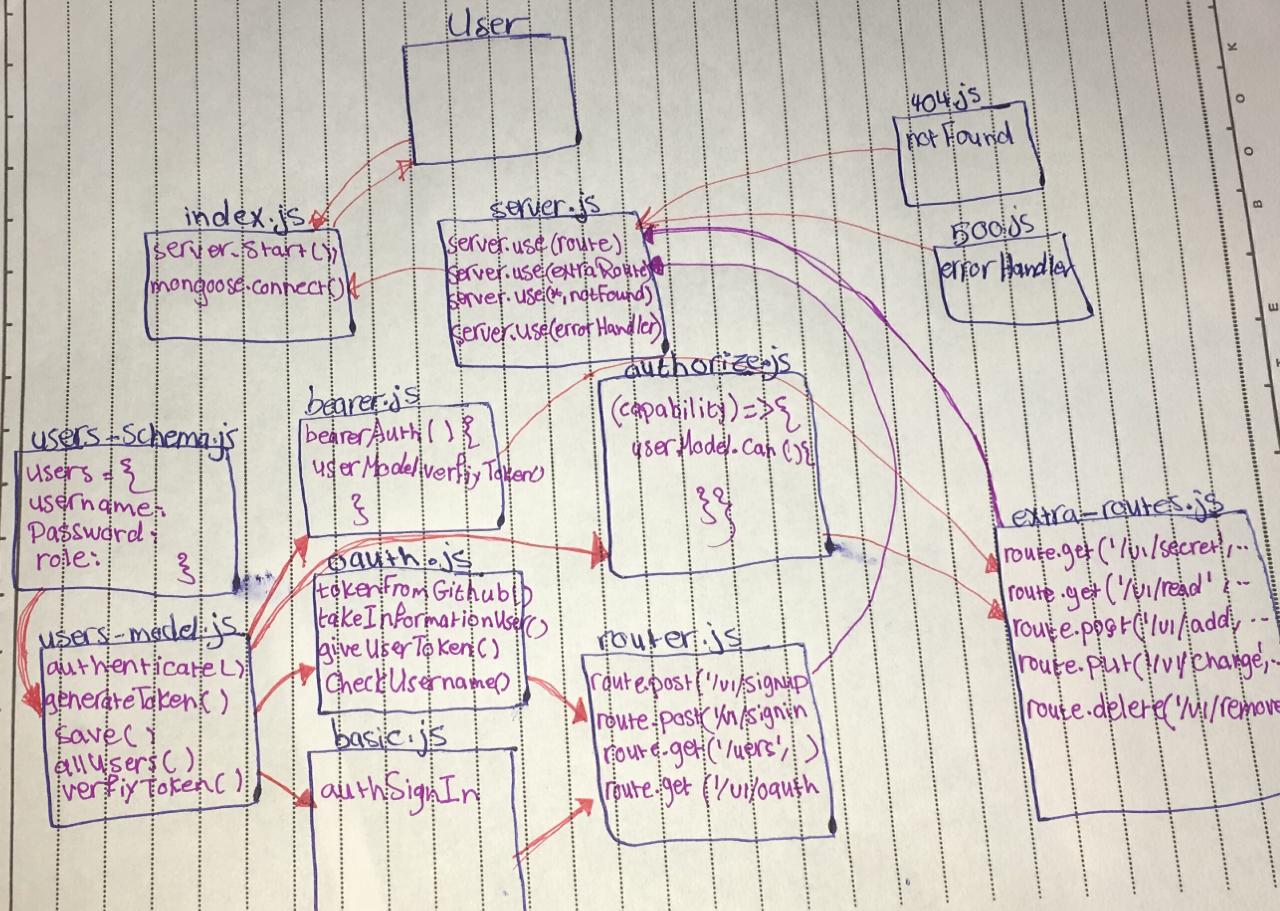 User
404.js
notFound
index.js
server.start();
mongoose.connect()
server.js
server.use(route)
server.use(extraRoute)
server.use(*,notFound)
server.use(errorHandler)
500.js
errorHandler
authorize.js
(capability)=>{
userModel.can(){
}}
bearer.js
bearerAuth(){
userModel.verfiyToken()
}
users-schema.js
users={
username:
Password:
role: }
users-model.js
authenticate()
generateToken()
save()
allUsers()
verfiyToken()
oauth.js
tokenFromGithub()
takeInformationUser()
giveUserToken()
CheckUsername()
basic.js
authSignIn
router.js
route.post('/v1/signup
route.post('/v1/signin
route.get('/uers', )
route.get('/v1/oauth
extra-routes.js
route.get('/v1/secret',..
route.get('/v1/read' ,..
route.post('/v1/add, ...
route.put('/v1/change',..
route.delete('/v1/remove
K
O
O
B
E